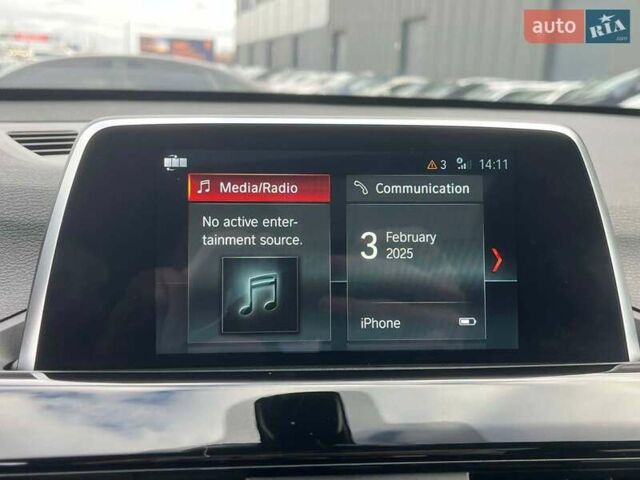 auto RIA .com
3 14:11
Media/Radio
No active enter-
tainment source.
Communication
3 February
2025
iPhone